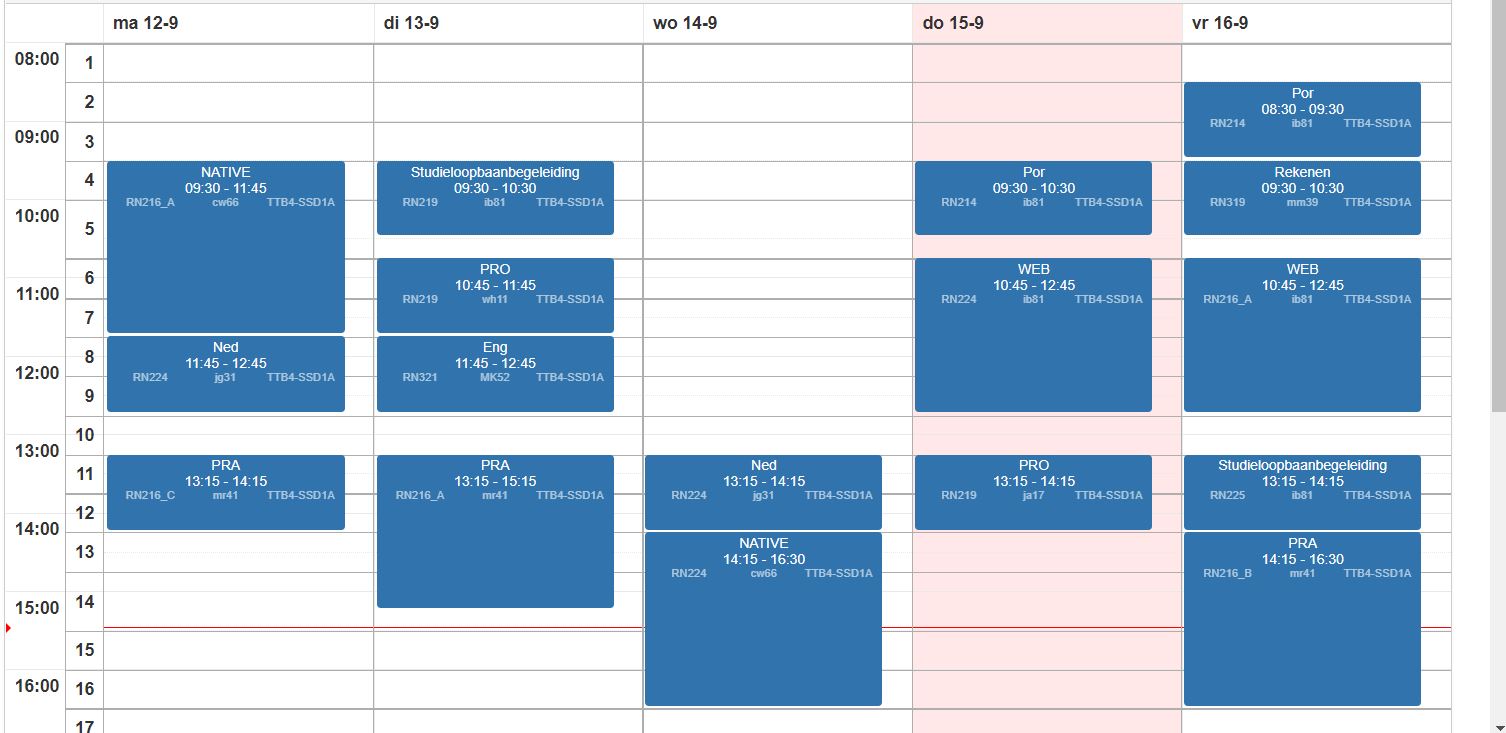 ma 12-9
di 13-9
wo 14-9
do 15-9
vr 16-9
08:00
1
2
09:00
3
4
10:00
5
6
11:00
7
8
12:00
9
10
13:00
11
12
14:00
13
14
15:00
15
16:00
16
17
NATIVE
09:30 - 11:45
RN216_A cw66 TTB4-SSD1A
Ned
11:45 - 12:45
RN224 jg31 TTB4-SSD1A
PRA
13:15 - 14:15
RN216_C mr41 TTB4-SSD1A
Studieloopbaanbegeleiding
09:30 - 10:30
RN219 ib81 TTB4-SSD1A
PRO
10:45 - 11:45
RN219 wh11 TTB4-SSD1A
Eng
11:45 - 12:45
RN321 MK52 TTB4-SSD1A
PRA
13:15 - 15:15
RN216_A mr41 TTB4-SSD1A
Ned
13:15 - 14:15
RN224 jg31 TTB4-SSD1A
NATIVE
14:15 - 16:30
RN224 cw66 TTB4-SSD1A
Por
09:30 - 10:30
RN214 ib81 TTB4-SSD1A
WEB
10:45 - 12:45
RN224 ib81 TTB4-SSD1A
PRO
13:15 - 14:15
RN219 ja17 TTB4-SSD1A
Por
08:30 - 09:30
RN214 ib81 TTB4-SSD1A
Rekenen
09:30 - 10:30
RN319 mm39 TTB4-SSD1A
WEB
10:45 - 12:45
RN216_A ib81 TTB4-SSD1A
Studieloopbaanbegeleiding
13:15 - 14:15
RN225 ib81 TTB4-SSD1A
PRA
14:15 - 16:30
RN216_B mr41 TTB4-SSD1A